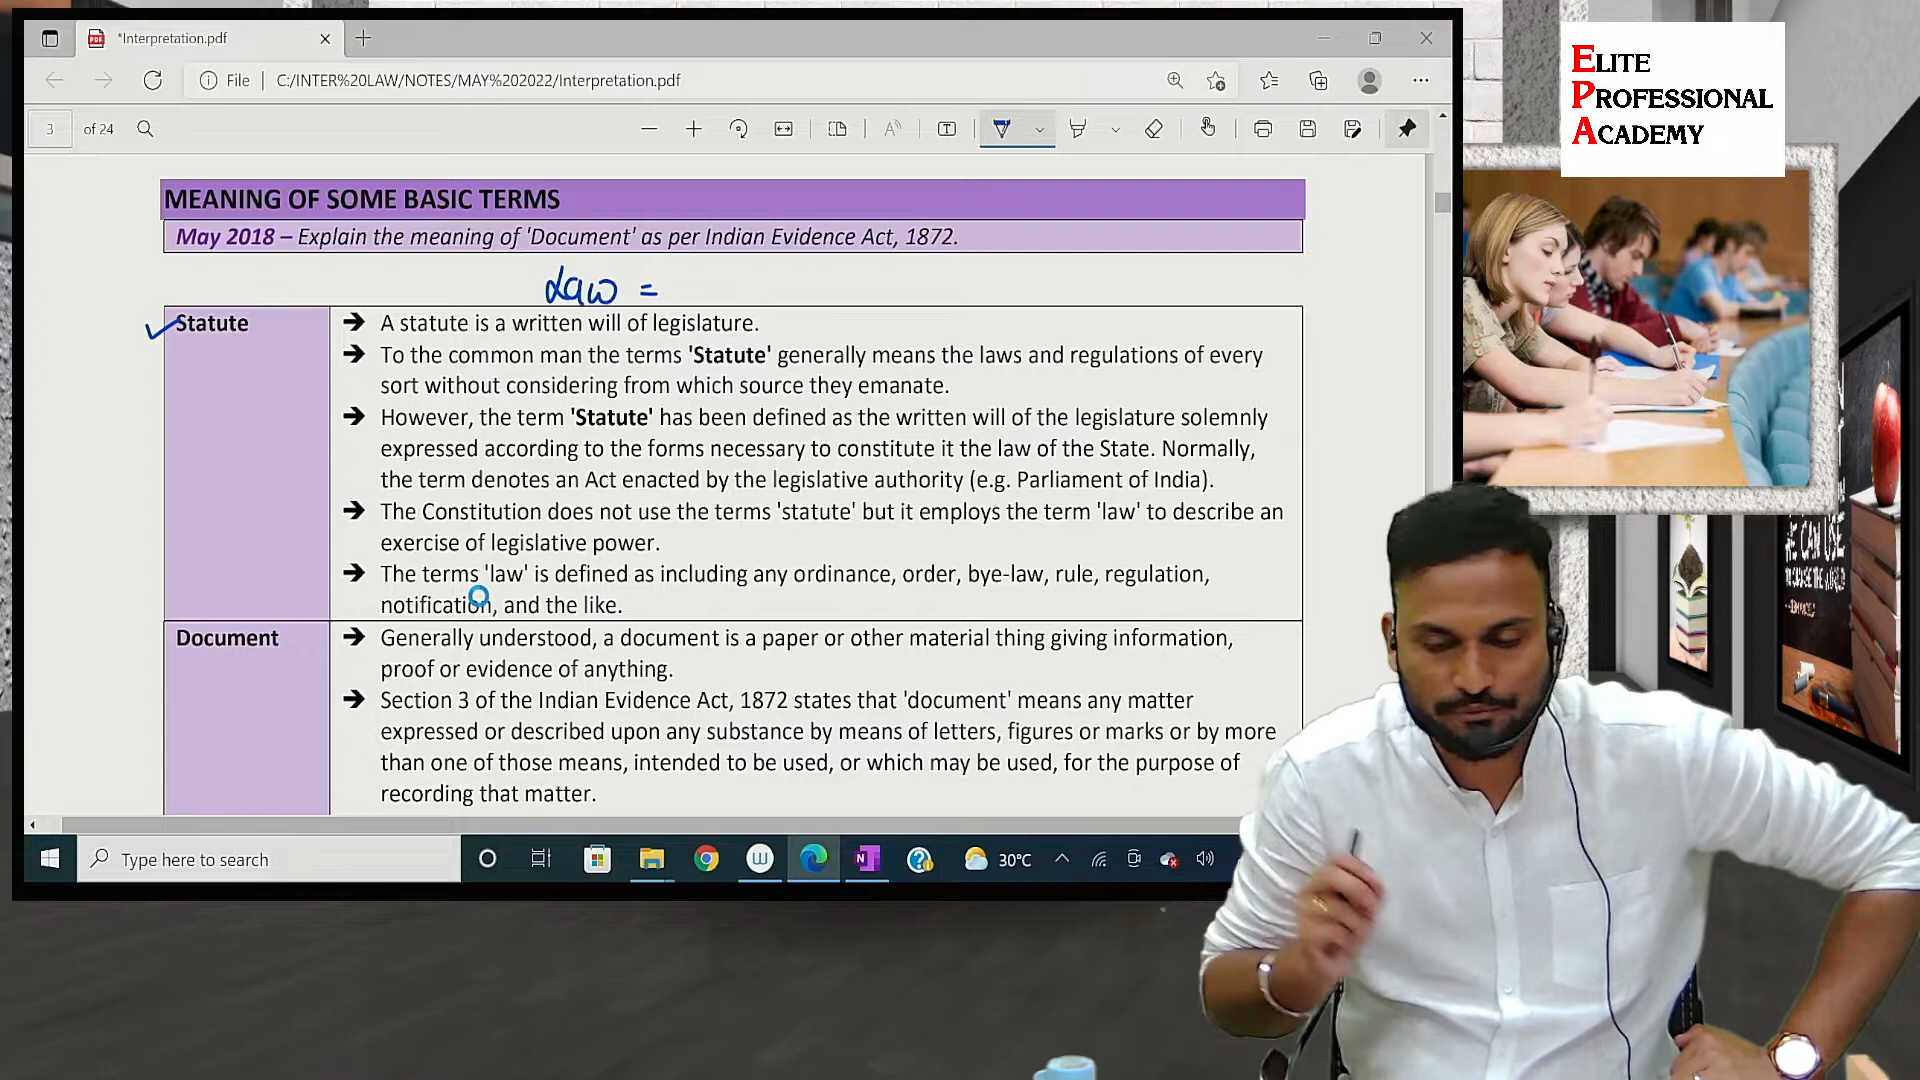 *Interpretation.pdf
File
C:/INTER%20LAW/NOTES/MAY%202022/Interpretation.pdf
3
of 24
MEANING OF SOME BASIC TERMS
May 2018 – Explain the meaning of 'Document' as per Indian Evidence Act, 1872.
Law =
Statute
➔ A statute is a written will of legislature.
➔ To the common man the terms 'Statute' generally means the laws and regulations of every
sort without considering from which source they emanate.
➔ However, the term 'Statute' has been defined as the written will of the legislature solemnly
expressed according to the forms necessary to constitute it the law of the State. Normally,
the term denotes an Act enacted by the legislative authority (e.g. Parliament of India).
➔ The Constitution does not use the terms 'statute' but it employs the term 'law' to describe an
exercise of legislative power.
➔ The terms 'law' is defined as including any ordinance, order, bye-law, rule, regulation,
notification, and the like.
Document
➔ Generally understood, a document is a paper or other material thing giving information,
proof or evidence of anything.
➔ Section 3 of the Indian Evidence Act, 1872 states that 'document' means any matter
expressed or described upon any substance by means of letters, figures or marks or by more
than one of those means, intended to be used, or which may be used, for the purpose of
recording that matter.
Type here to search
30°C
ELITE
PROFESSIONAL
ACADEMY